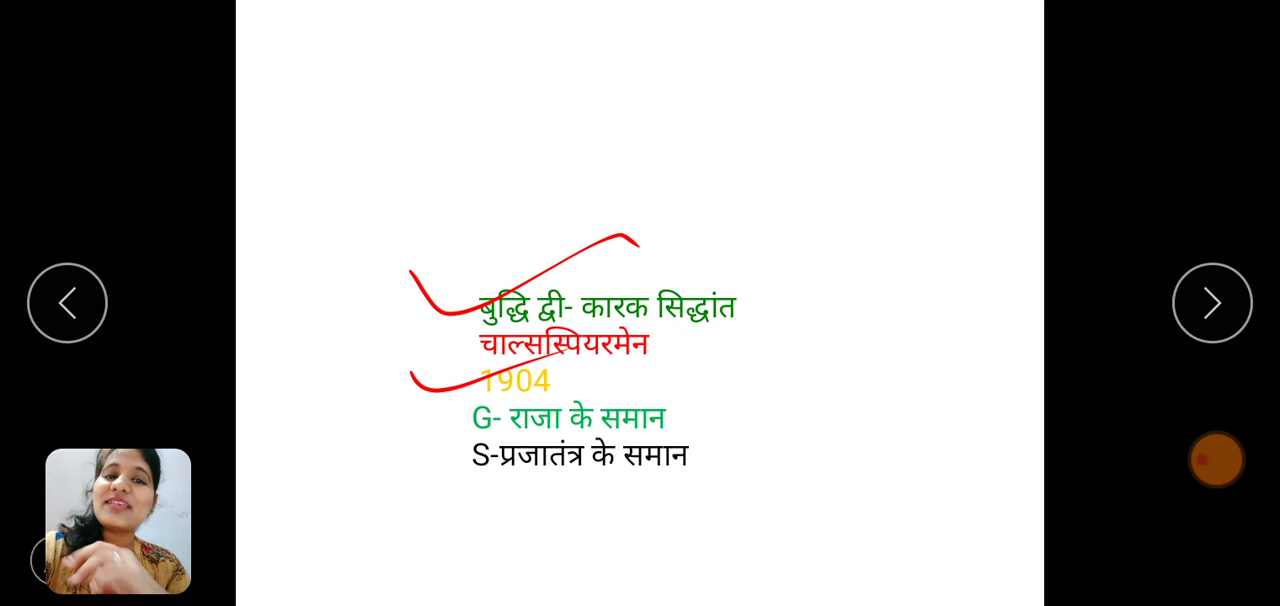 बुद्धि द्वी- कारक सिद्धांत
चाल्सस्पियरमेन
1904
G- राजा के समान
S-प्रजातंत्र के समान